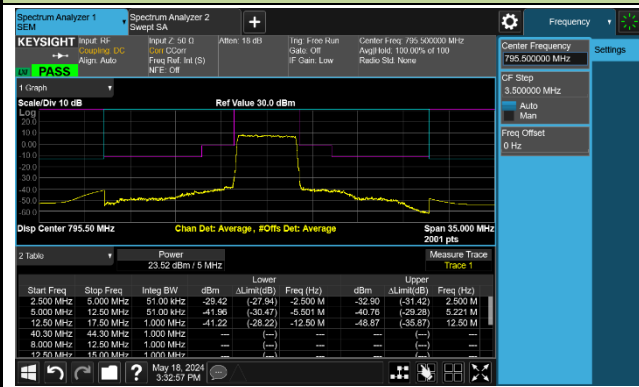 Spectrum Analyzer 1
SEM
Spectrum Analyzer 2
Swept SA
Frequency
KEYSIGHT
Input: RF
Coupling: DC
Align: Auto
Input Z: 50 Ω
Corr CCorr
Freq Ref: Int (S)
NFE: Off
Atten: 18 dB
Trig: Free Run
Gate: Off
IF Gain: Low
Center Freq: 795.500000 MHz
Avg|Hold: 100.00% of 100
Radio Std: None
LM PASS
Center Frequency
795.500000 MHz
Settings
CF Step
3.500000 MHz
Auto
Man
Freq Offset
0 Hz
1 Graph
Scale/Div 10 dB
Ref Value 30.0 dBm
Log
20.0
10.0
0.00
-10.0
-20.0
-30.0
-40.0
-50.0
-60.0
Disp Center 795.50 MHz
Chan Det: Average , #Offs Det: Average
Span 35.000 MHz
2001 pts
2 Table
Power
23.52 dBm / 5 MHz
Measure Trace
Trace 1
Lower Upper
Start Freq Stop Freq Integ BW dBm ΔLimit(dB) Freq (Hz) dBm ΔLimit(dB) Freq (Hz)
2.500 MHz 5.000 MHz 51.00 kHz -29.42 (-27.94) -2.500 M -32.90 (-31.42) 2.500 M
5.000 MHz 12.50 MHz 51.00 kHz -41.96 (-30.47) -5.501 M -40.76 (-29.28) 5.221 M
12.50 MHz 17.50 MHz 1.000 MHz -41.22 (-28.22) -12.50 M -48.87 (-35.87) 12.50 M
40.30 MHz 44.30 MHz 1.000 MHz --- (---) --- --- (---) ---
8.000 MHz 12.50 MHz 1.000 MHz --- (---) --- --- (---) ---
12.50 MHz 15.00 MHz 1.000 MHz --- (---) --- --- (---) ---
May 18, 2024
3:32:57 PM